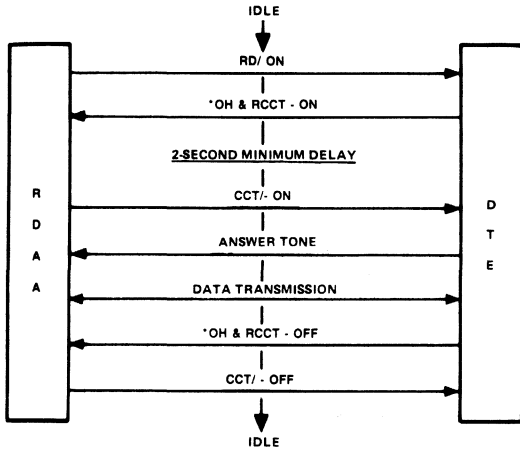 IDLE
RD/ ON
*OH & RCCT - ON
2-SECOND MINIMUM DELAY
CCT/- ON
ANSWER TONE
DATA TRANSMISSION
*OH & RCCT - OFF
CCT/ - OFF
IDLE
R
D
A
A
D
T
E